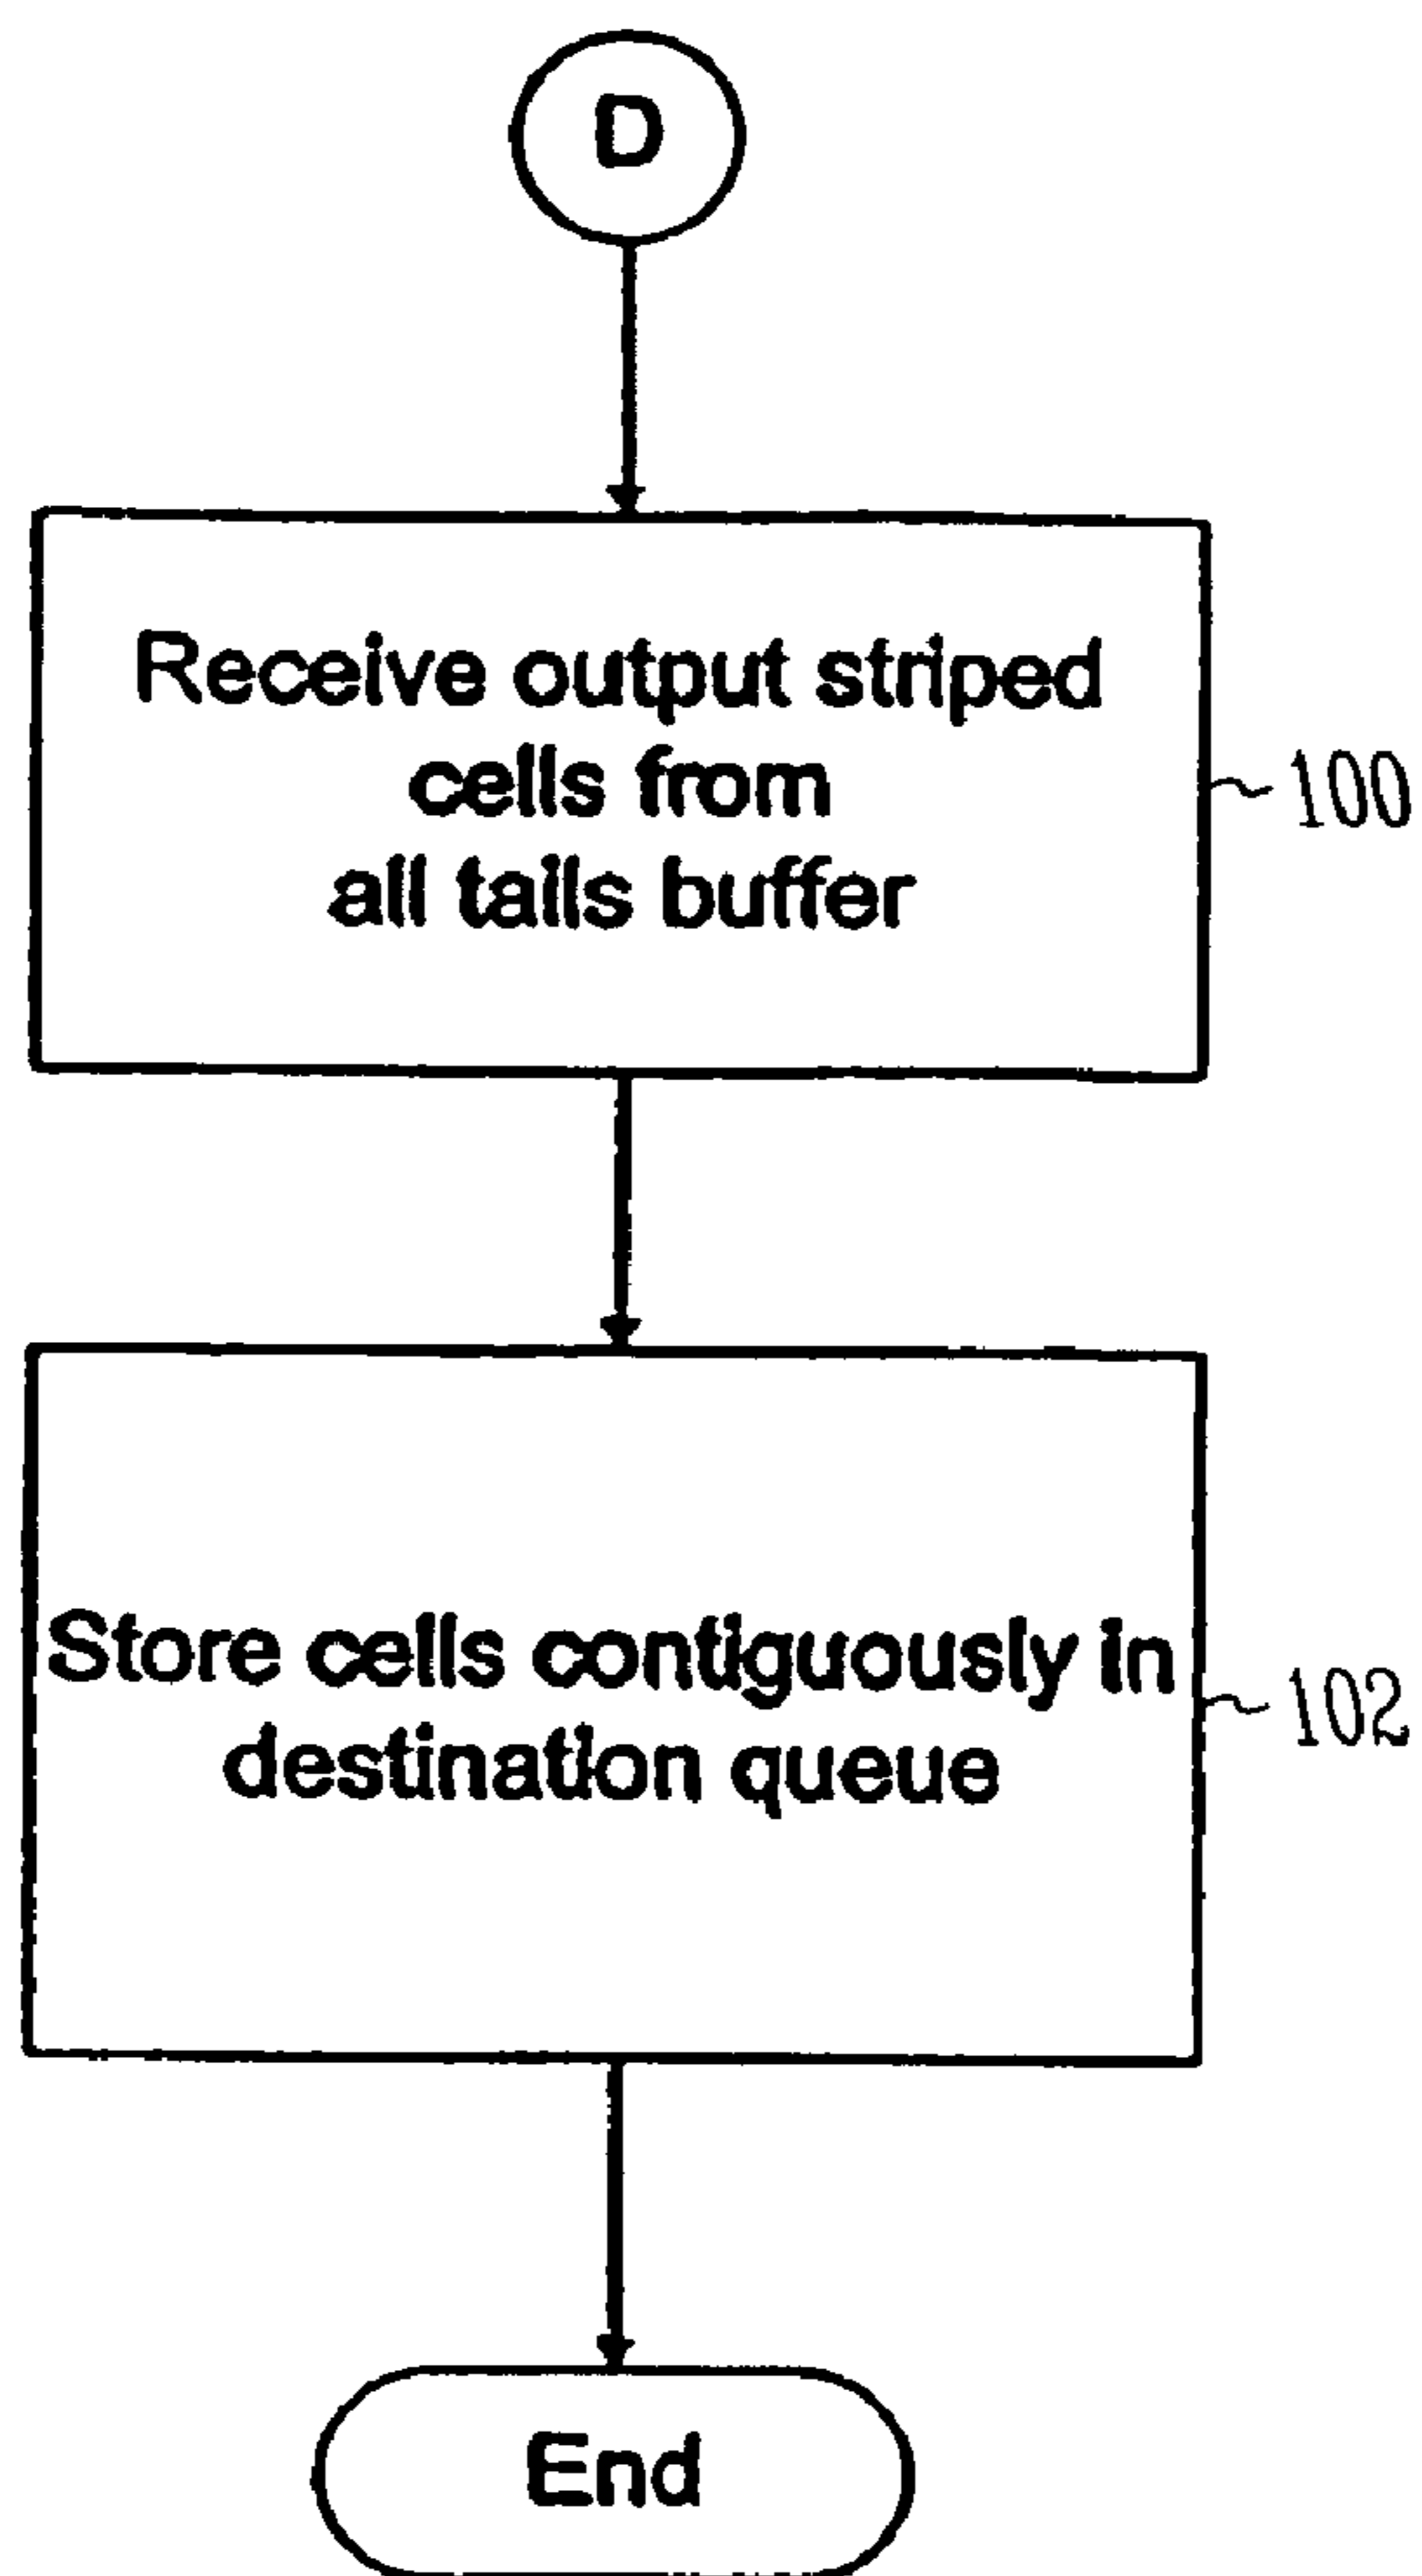 D
Receive output striped
cells from
all tails buffer
100
Store cells contiguously in
destination queue
102
End